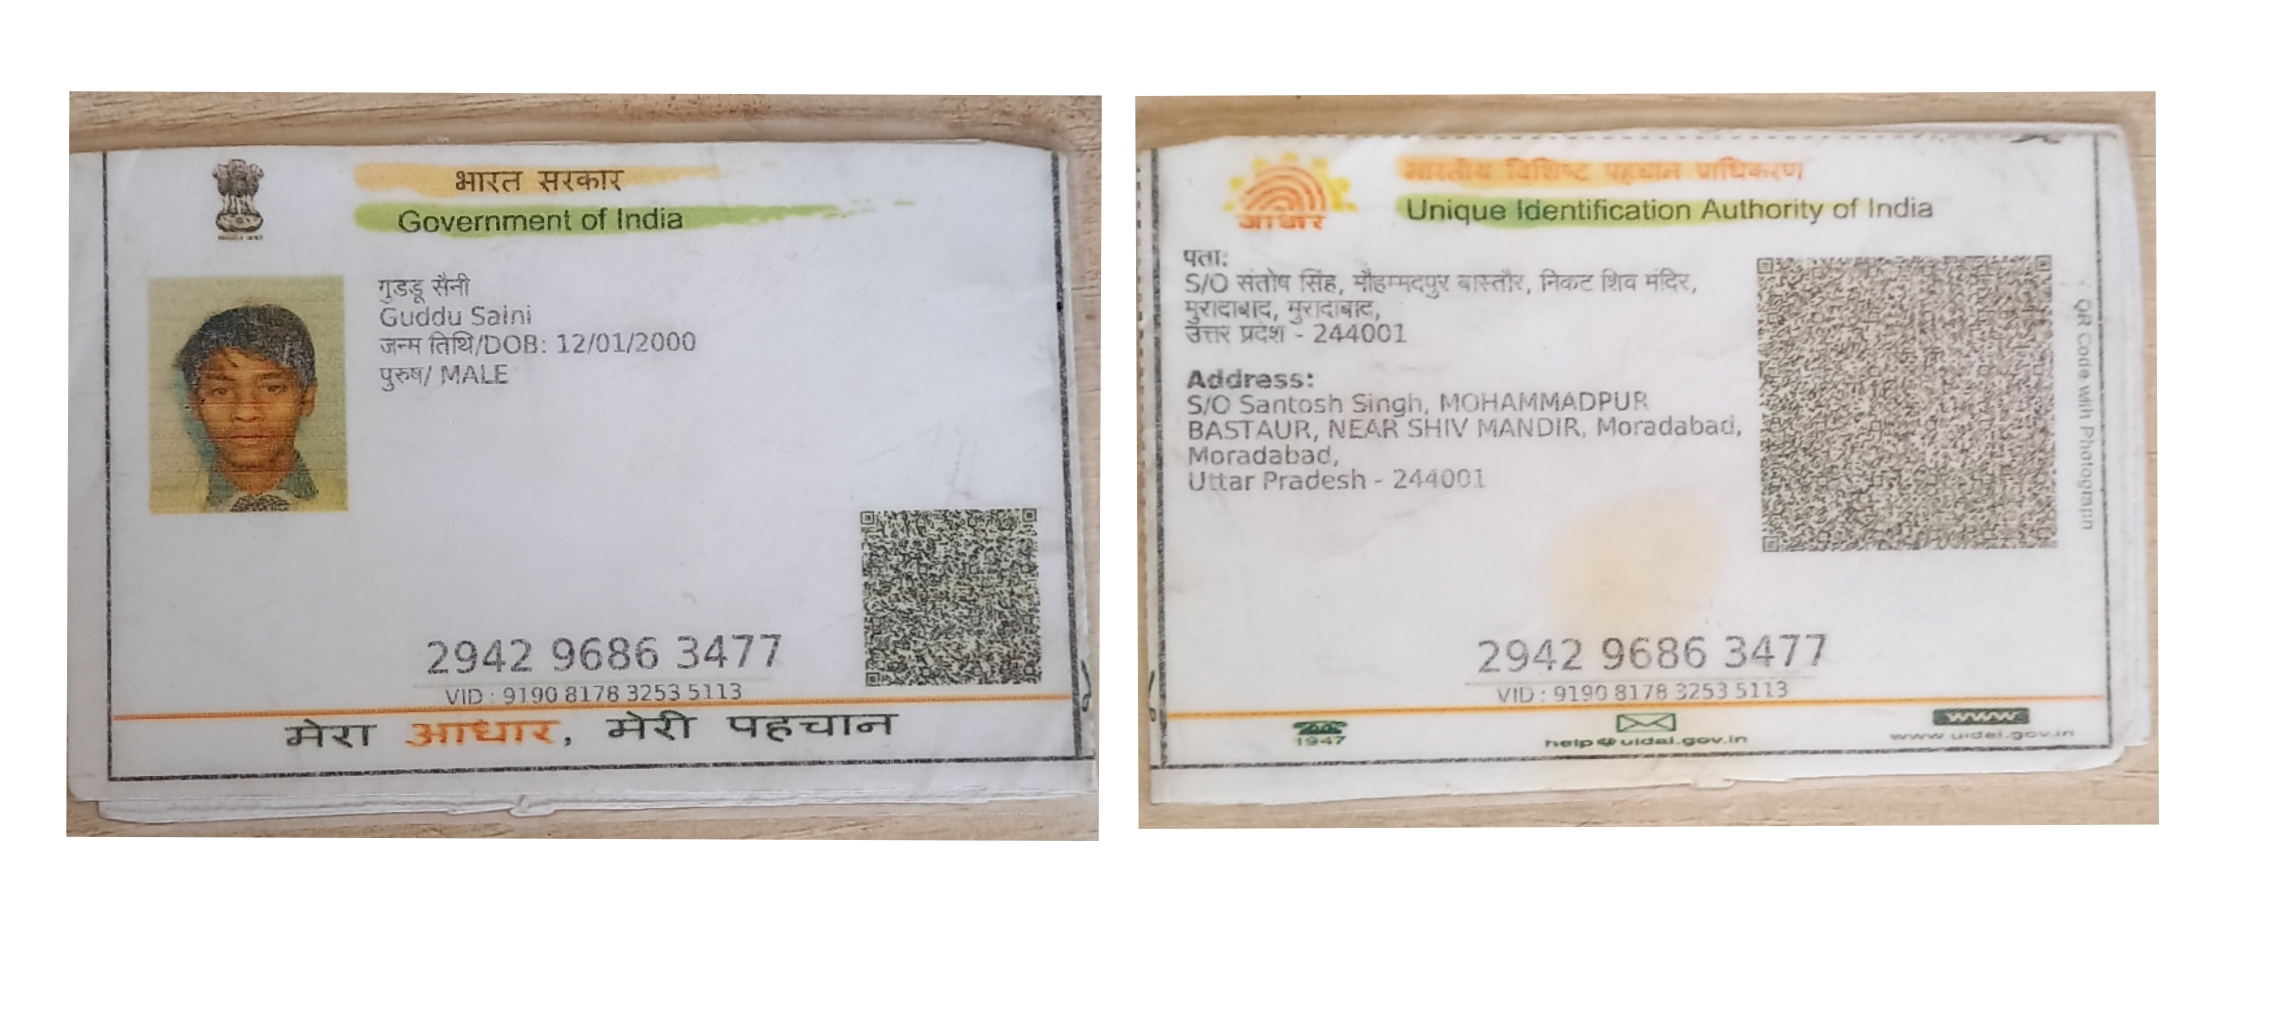 भारत सरकार
Government of India
गुडडू सैनी
Guddu Saini
जन्म तिथि/DOB: 12/01/2000
पुरुष/ MALE
2942 9686 3477
VID : 9190 8178 3253 5113
मेरा आधार, मेरी पहचान
भारतीय विशिष्ट पहचान प्राधिकरण
Unique Identification Authority of India
आधार
पता:
S/O संतोष सिंह, मौहम्मदपुर बास्तौर, निकट शिव मंदिर,
मुरादाबाद, मुरादाबाद,
उत्तर प्रदेश - 244001
Address:
S/O Santosh Singh, MOHAMMADPUR
BASTAUR, NEAR SHIV MANDIR, Moradabad,
Moradabad,
Uttar Pradesh - 244001
QR Code with Photograph
2942 9686 3477
VID : 9190 8178 3253 5113
1947
help@uidai.gov.in
www
www.uidai.gov.in